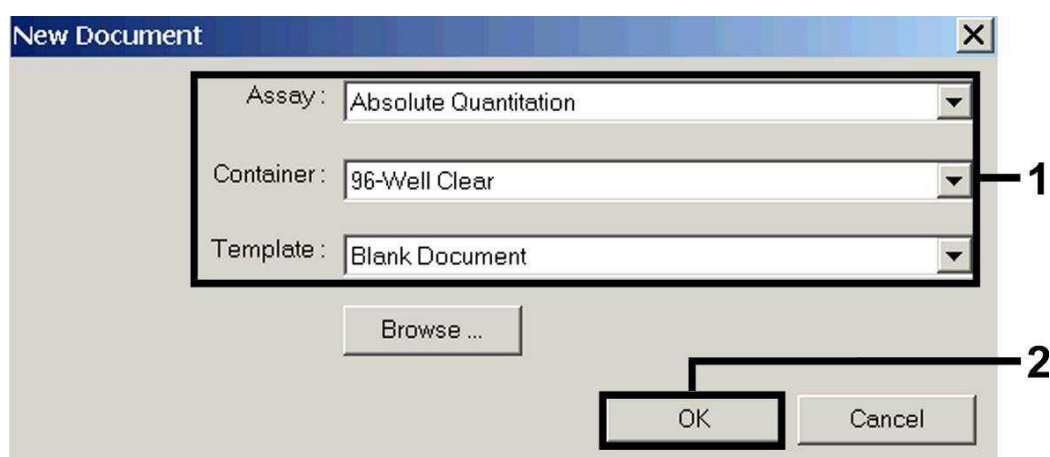 New Document
Assay: Absolute Quantitation
Container: 96-Well Clear
1
Template: Blank Document
Browse ...
2
OK Cancel